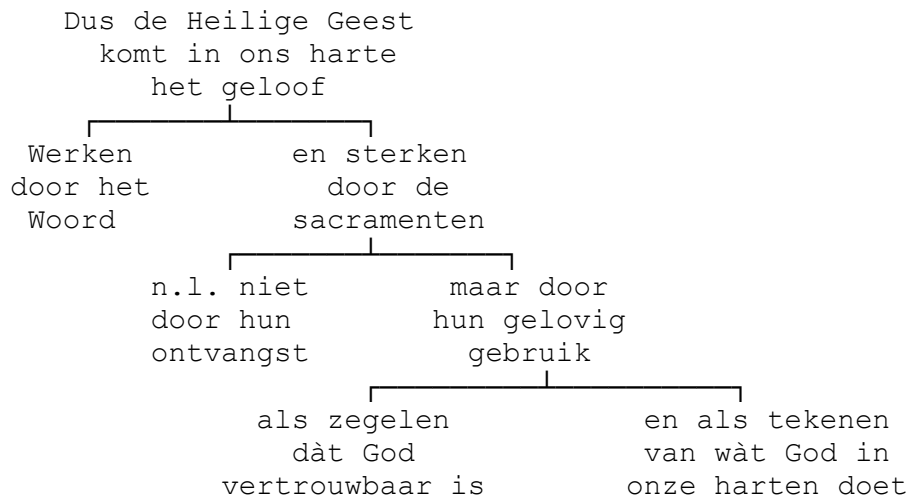 Dus de Heilige Geest
komt in ons harte
het geloof
Werken
door het
Woord
en sterken
door de
sacramenten
n.l. niet
door hun
ontvangst
maar door
hun gelovig
gebruik
als zegelen
dàt God
vertrouwbaar is
en als tekenen
van wàt God in
onze harten doet